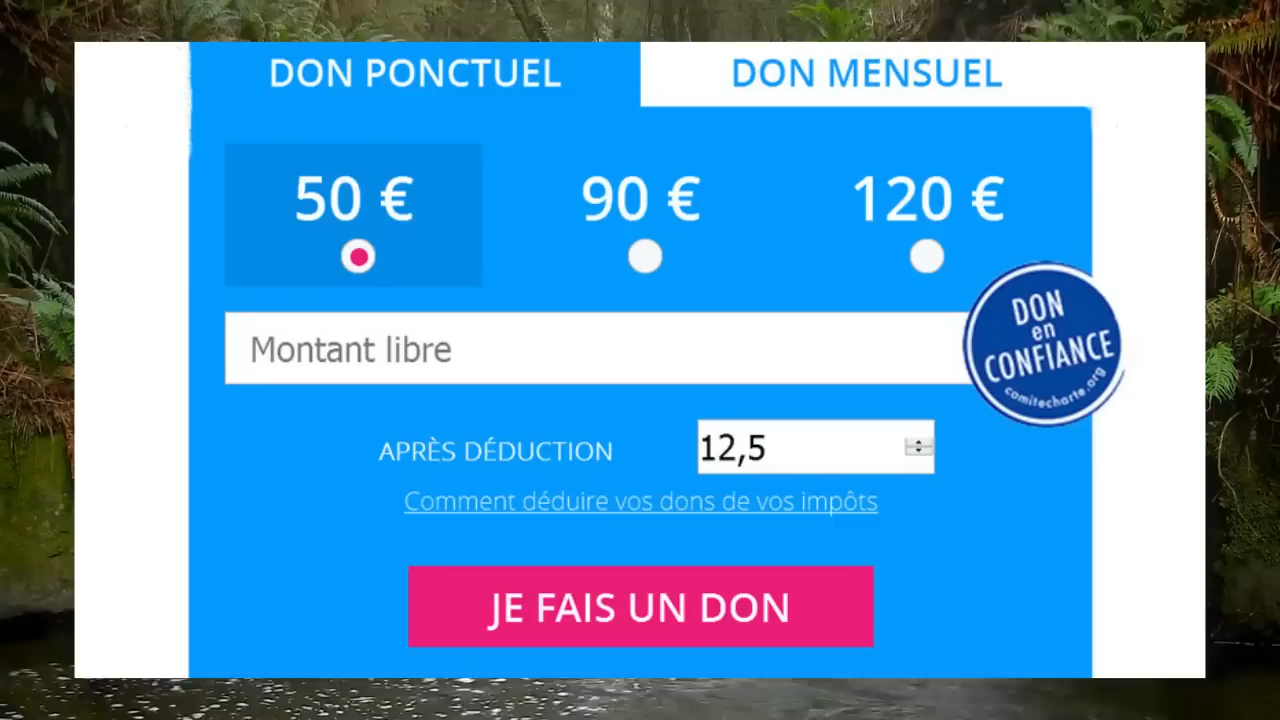 DON PONCTUEL
DON MENSUEL
50 €
90 €
120 €
Montant libre
DON
en
CONFIANCE
comitecharte.org
APRÈS DÉDUCTION
12,5
Comment déduire vos dons de vos impôts
JE FAIS UN DON